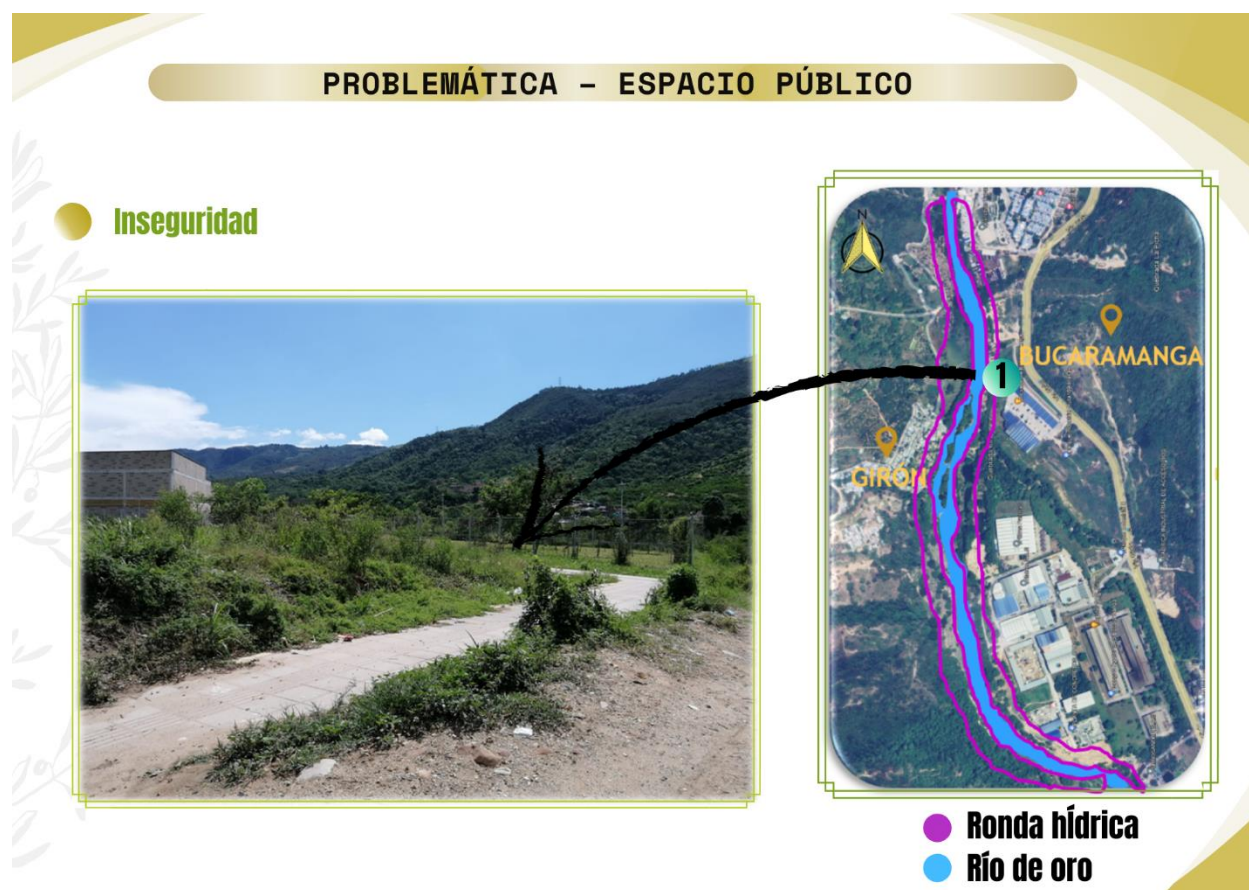 PROBLEMÁTICA – ESPACIO PÚBLICO
Inseguridad
N
1
BUCARAMANGA
GIRÓN
Ronda hídrica
Río de oro